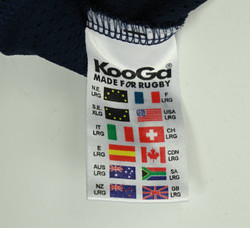 KooGa
MADE FOR RUGBY
N.E LRG F LRG
S.E. XLG USA LRG
IT LRG CH LRG
E LRG CDN LRG
AUS LRG SA LRG
NZ LRG GB LRG